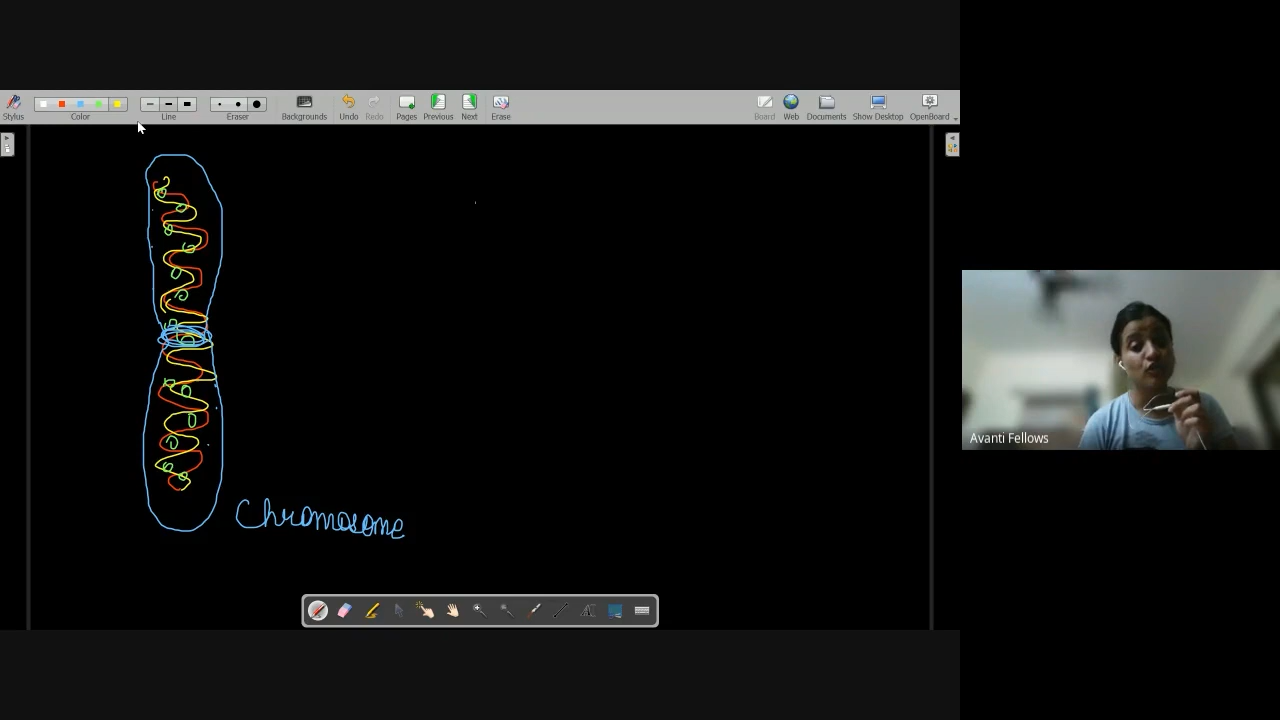 Stylus
Color
Line
Eraser
Backgrounds
Undo
Redo
Pages
Previous
Next
Erase
Board
Web
Documents
Show Desktop
OpenBoard
Chromosome
Avanti Fellows